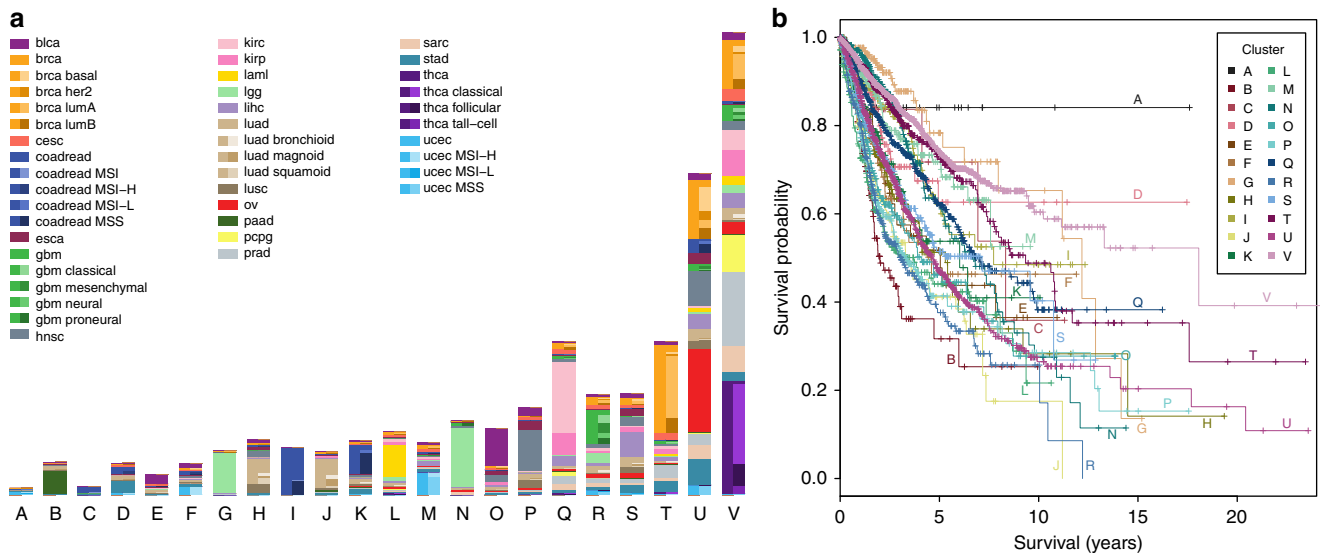 a
blca
brca
brca basal
brca her2
brca lumA
brca lumB
cesc
coadread
coadread MSI
coadread MSI–H
coadread MSI–L
coadread MSS
esca
gbm
gbm classical
gbm mesenchymal
gbm neural
gbm proneural
hnsc
kirc
kirp
laml
lgg
lihc
luad
luad bronchioid
luad magnoid
luad squamoid
lusc
ov
paad
pcpg
prad
sarc
stad
thca
thca classical
thca follicular
thca tall–cell
ucec
ucec MSI–H
ucec MSI–L
ucec MSS
A B C D E F G H I J K L M N O P Q R S T U V
b
Survival probability
1.0
0.8
0.6
0.4
0.2
0.0
0 5 10 15 20
Survival (years)
Cluster
A L
B M
C N
D O
E P
F Q
G R
H S
I T
J U
K V
A
D
M
I
F
K
E
C
S
Q
V
B
O
T
L
P
N
G
H
U
J
R